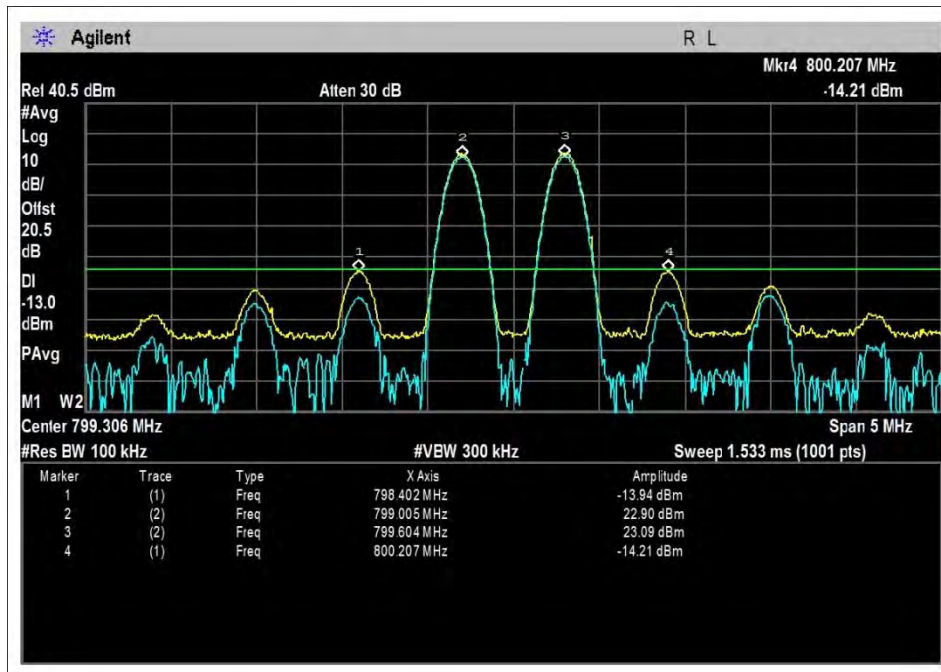 Agilent R L
Mkr4 800.207 MHz
Rel 40.5 dBm Atten 30 dB -14.21 dBm
#Avg
Log
10
dB/
Offst
20.5
dB
DI
-13.0
dBm
PAvg
M1 W2
1
2
3
4
Center 799.306 MHz Span 5 MHz
#Res BW 100 kHz #VBW 300 kHz Sweep 1.533 ms (1001 pts)
Marker Trace Type X Axis Amplitude
1 (1) Freq 798.402 MHz -13.94 dBm
2 (2) Freq 799.005 MHz 22.90 dBm
3 (2) Freq 799.604 MHz 23.09 dBm
4 (1) Freq 800.207 MHz -14.21 dBm